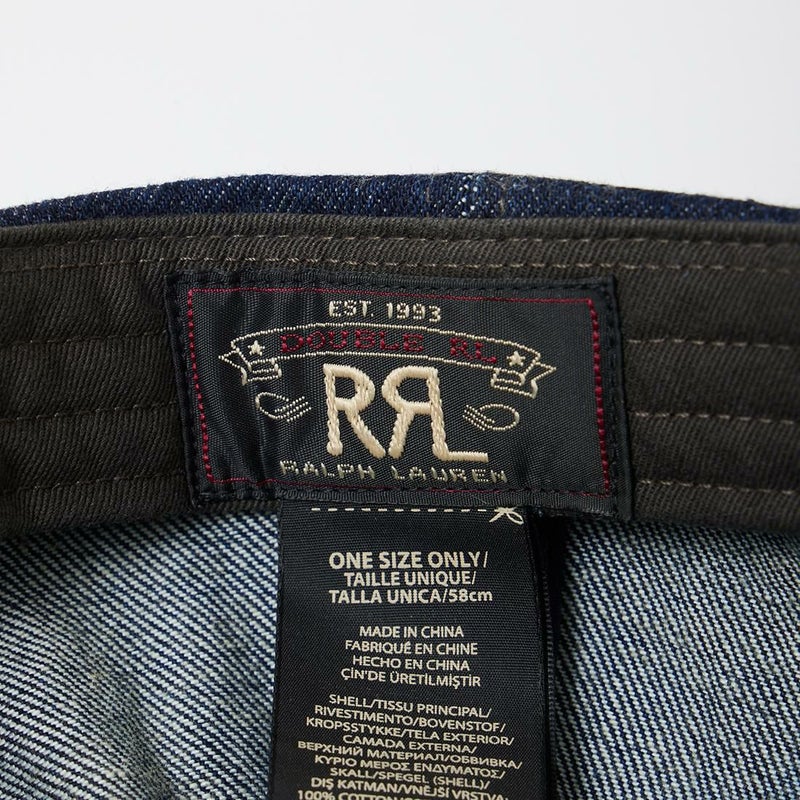 EST. 1993
DOUBLE RL
RRL
RALPH LAUREN
ONE SIZE ONLY/
TAILLE UNIQUE/
TALLA UNICA/58cm
MADE IN CHINA
FABRIQUÉ EN CHINE
HECHO EN CHINA
ÇİN'DE ÜRETİLMİŞTİR
SHELL/TISSU PRINCIPAL/
RIVESTIMENTO/BOVENSTOF/
KROPSSTYKKE/TELA EXTERIOR/
CAMADA EXTERNA/
ВЕРХНИЙ МАТЕРИАЛ/ОБВИВКА/
ΚΥΡΙΟ ΜΕΡΟΣ ΕΝΔΥΜΑΤΟΣ/
SKALL/SPEGEL (SHELL)/
DIŞ KATMAN/VNĚJŠÍ VRSTVA:
100% COTTON/